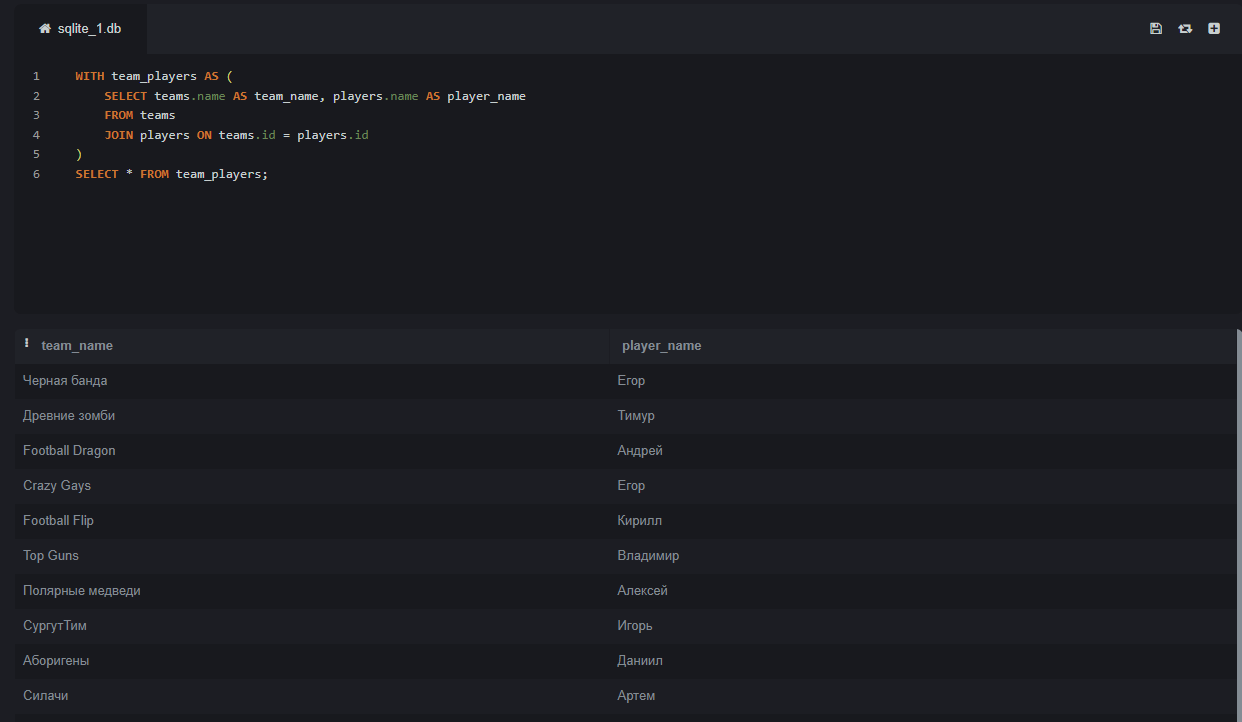 sqlite_1.db
1 WITH team_players AS (
2 SELECT teams.name AS team_name, players.name AS player_name
3 FROM teams
4 JOIN players ON teams.id = players.id
5 )
6 SELECT * FROM team_players;
team_name player_name
Черная банда Егор
Древние зомби Тимур
Football Dragon Андрей
Crazy Gays Егор
Football Flip Кирилл
Top Guns Владимир
Полярные медведи Алексей
СургутТим Игорь
Аборигены Даниил
Силачи Артем